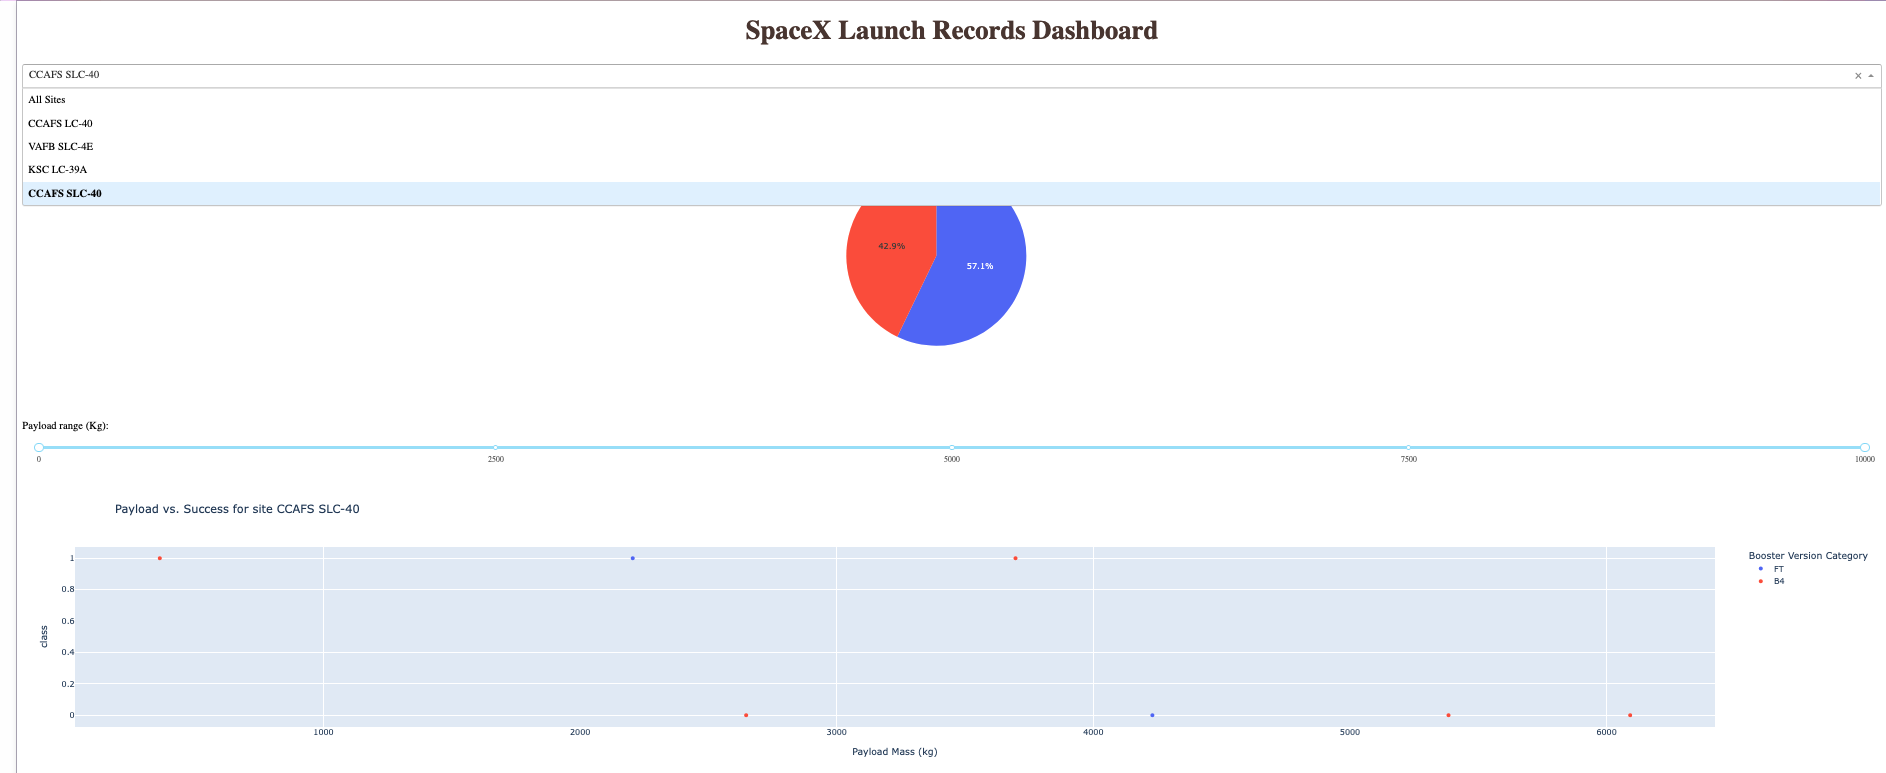 SpaceX Launch Records Dashboard
CCAFS SLC-40
All Sites
CCAFS LC-40
VAFB SLC-4E
KSC LC-39A
CCAFS SLC-40
42.9%
57.1%
Payload range (Kg):
0 2500 5000 7500 10000
Payload vs. Success for site CCAFS SLC-40
Booster Version Category
FT
B4
1
0.8
0.6
0.4
0.2
0
class
1000 2000 3000 4000 5000 6000
Payload Mass (kg)